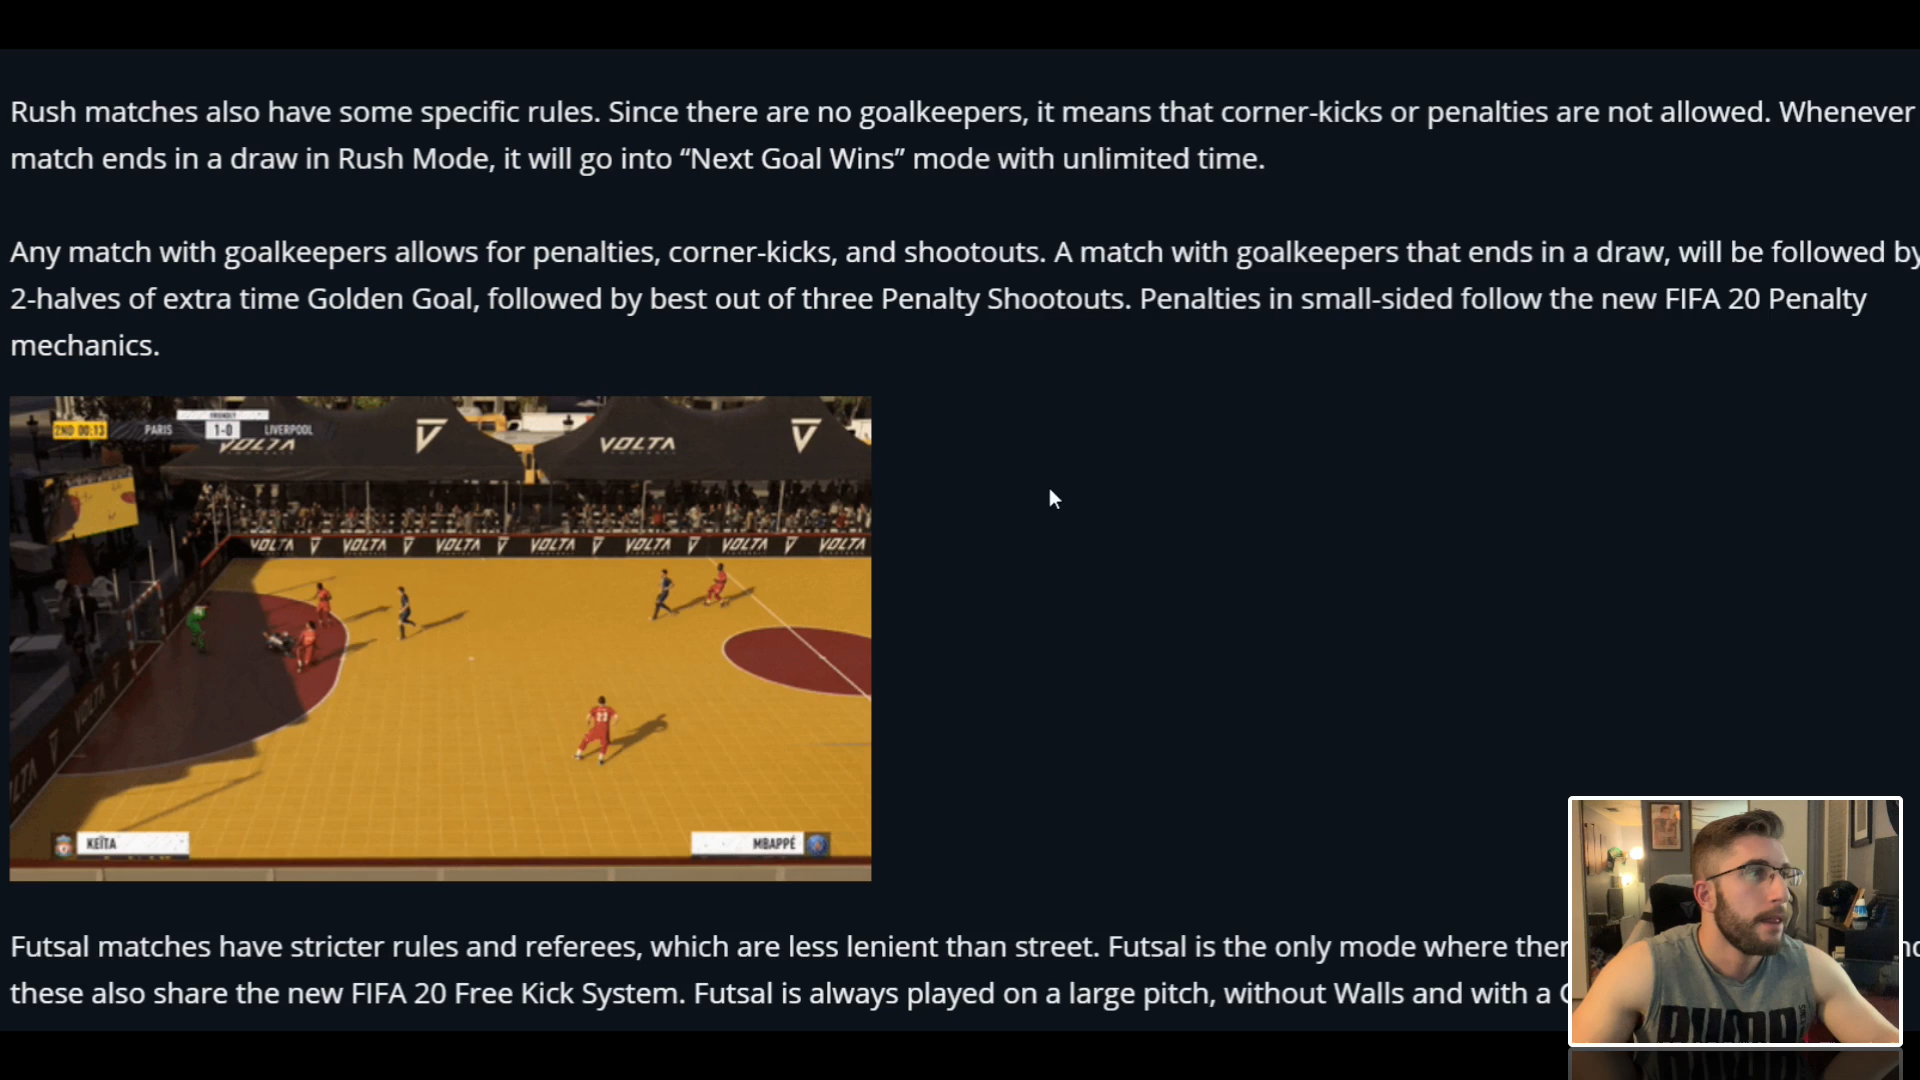 Rush matches also have some specific rules. Since there are no goalkeepers, it means that corner-kicks or penalties are not allowed. Whenever
match ends in a draw in Rush Mode, it will go into “Next Goal Wins” mode with unlimited time.
Any match with goalkeepers allows for penalties, corner-kicks, and shootouts. A match with goalkeepers that ends in a draw, will be followed by
2-halves of extra time Golden Goal, followed by best out of three Penalty Shootouts. Penalties in small-sided follow the new FIFA 20 Penalty
mechanics.
FRIENDLY
2ND 00:13 PARIS 1-0 LIVERPOOL
VOLTA VOLTA
VOLTA VOLTA VOLTA VOLTA VOLTA VOLTA VOLTA
VOLTA
23
KEÏTA MBAPPÉ
Futsal matches have stricter rules and referees, which are less lenient than street. Futsal is the only mode where
these also share the new FIFA 20 Free Kick System. Futsal is always played on a large pitch, without Walls and with a
PUMA